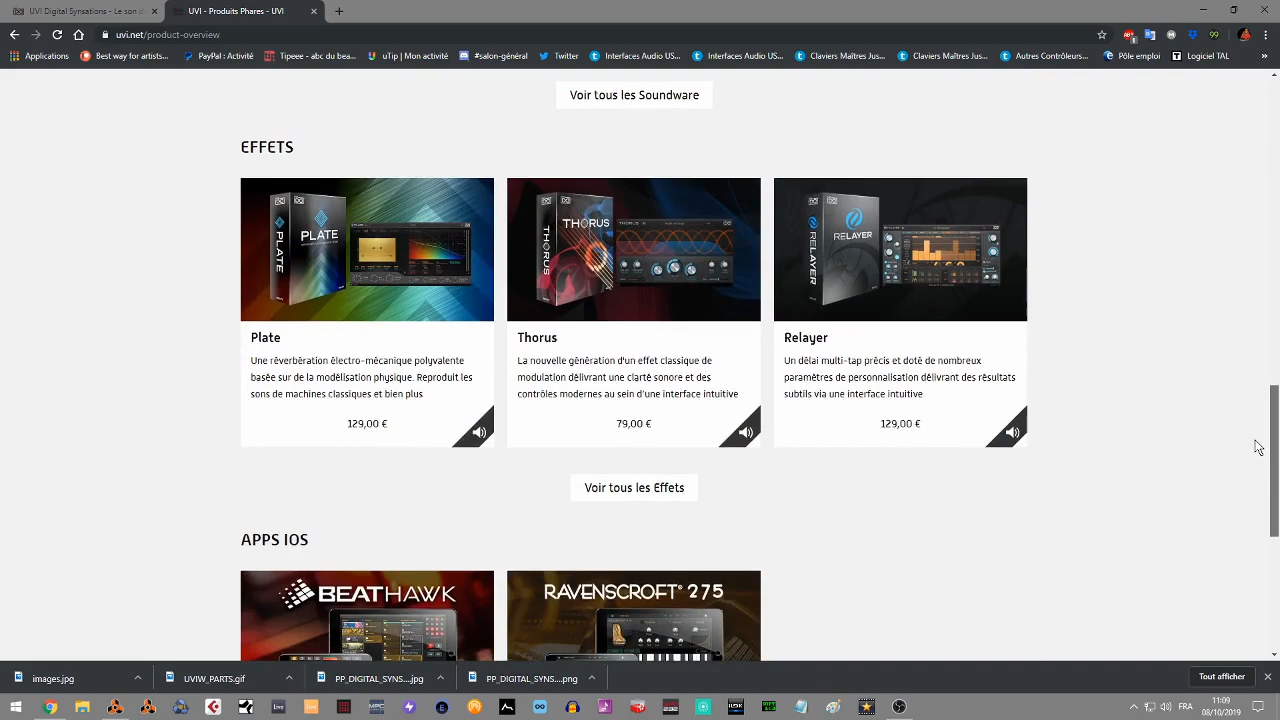 UVI Digital Synsations - Le son d
UVI - Produits Phares - UVI
uvi.net/product-overview
Applications
Best way for artists...
PayPal : Activité
Tipeee - abc du bea...
uTip | Mon activité
#salon-général
Twitter
Interfaces Audio US...
Interfaces Audio US...
Claviers Maîtres Jus...
Claviers Maîtres Jus...
Autres Contrôleurs...
Pôle emploi
Logiciel TAL
»
Voir tous les Soundware
EFFETS
PLATE
PLATE
THORUS
THORUS
RELAYER
RELAYER
Plate
Une réverbération électro-mécanique polyvalente
basée sur de la modélisation physique. Reproduit les
sons de machines classiques et bien plus
129,00 €
Thorus
La nouvelle génération d'un effet classique de
modulation délivrant une clarté sonore et des
contrôles modernes au sein d'une interface intuitive
79,00 €
Relayer
Un délai multi-tap précis et doté de nombreux
paramètres de personnalisation délivrant des résultats
subtils via une interface intuitive
129,00 €
Voir tous les Effets
APPS IOS
BEATHAWK
RAVENSCROFT® 275
images.jpg
UVIW_PARTS.gif
PP_DIGITAL_SYNS....jpg
PP_DIGITAL_SYNS....png
Tout afficher
FR
11:09
08/10/2019